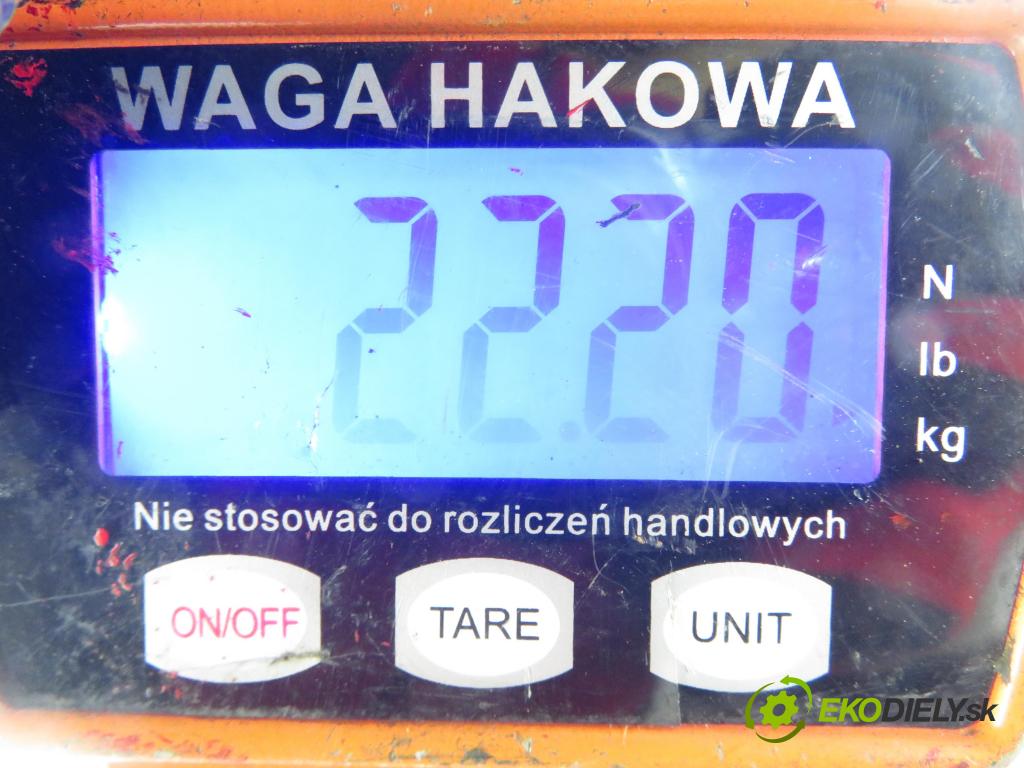 WAGA HAKOWA
22.20
N
lb
kg
Nie stosować do rozliczeń handlowych
ON/OFF
TARE
UNIT
EKODIELY.sk